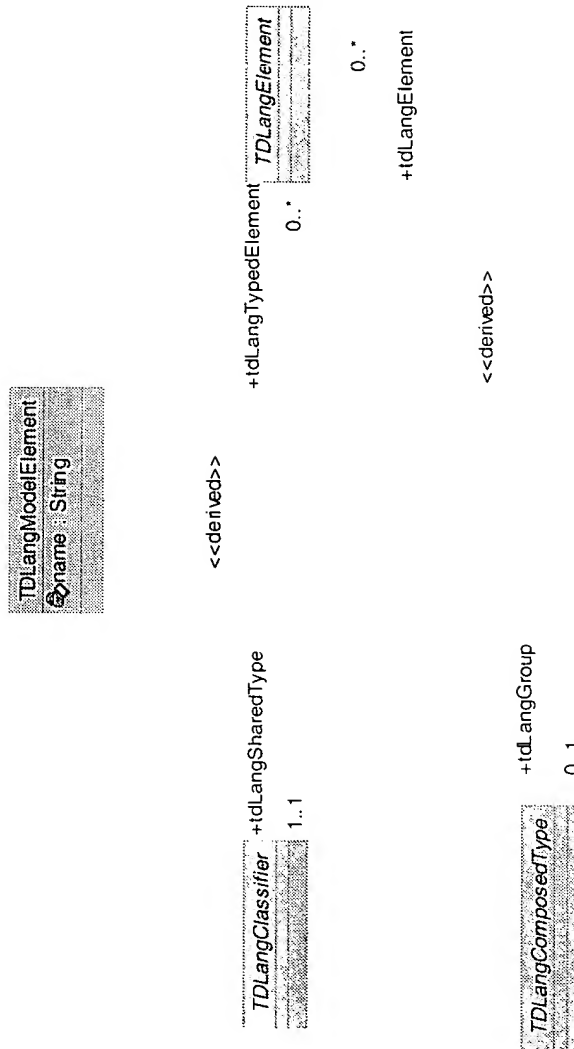 TDLangModelElement
name : String
<<derived>>
TDLangClassifier
+tdLangSharedType
1..1
+tdLangTypedElement
0..*
TDLangElement
0..*
+tdLangElement
<<derived>>
TDLangComposedType
+tdLangGroup
0..1